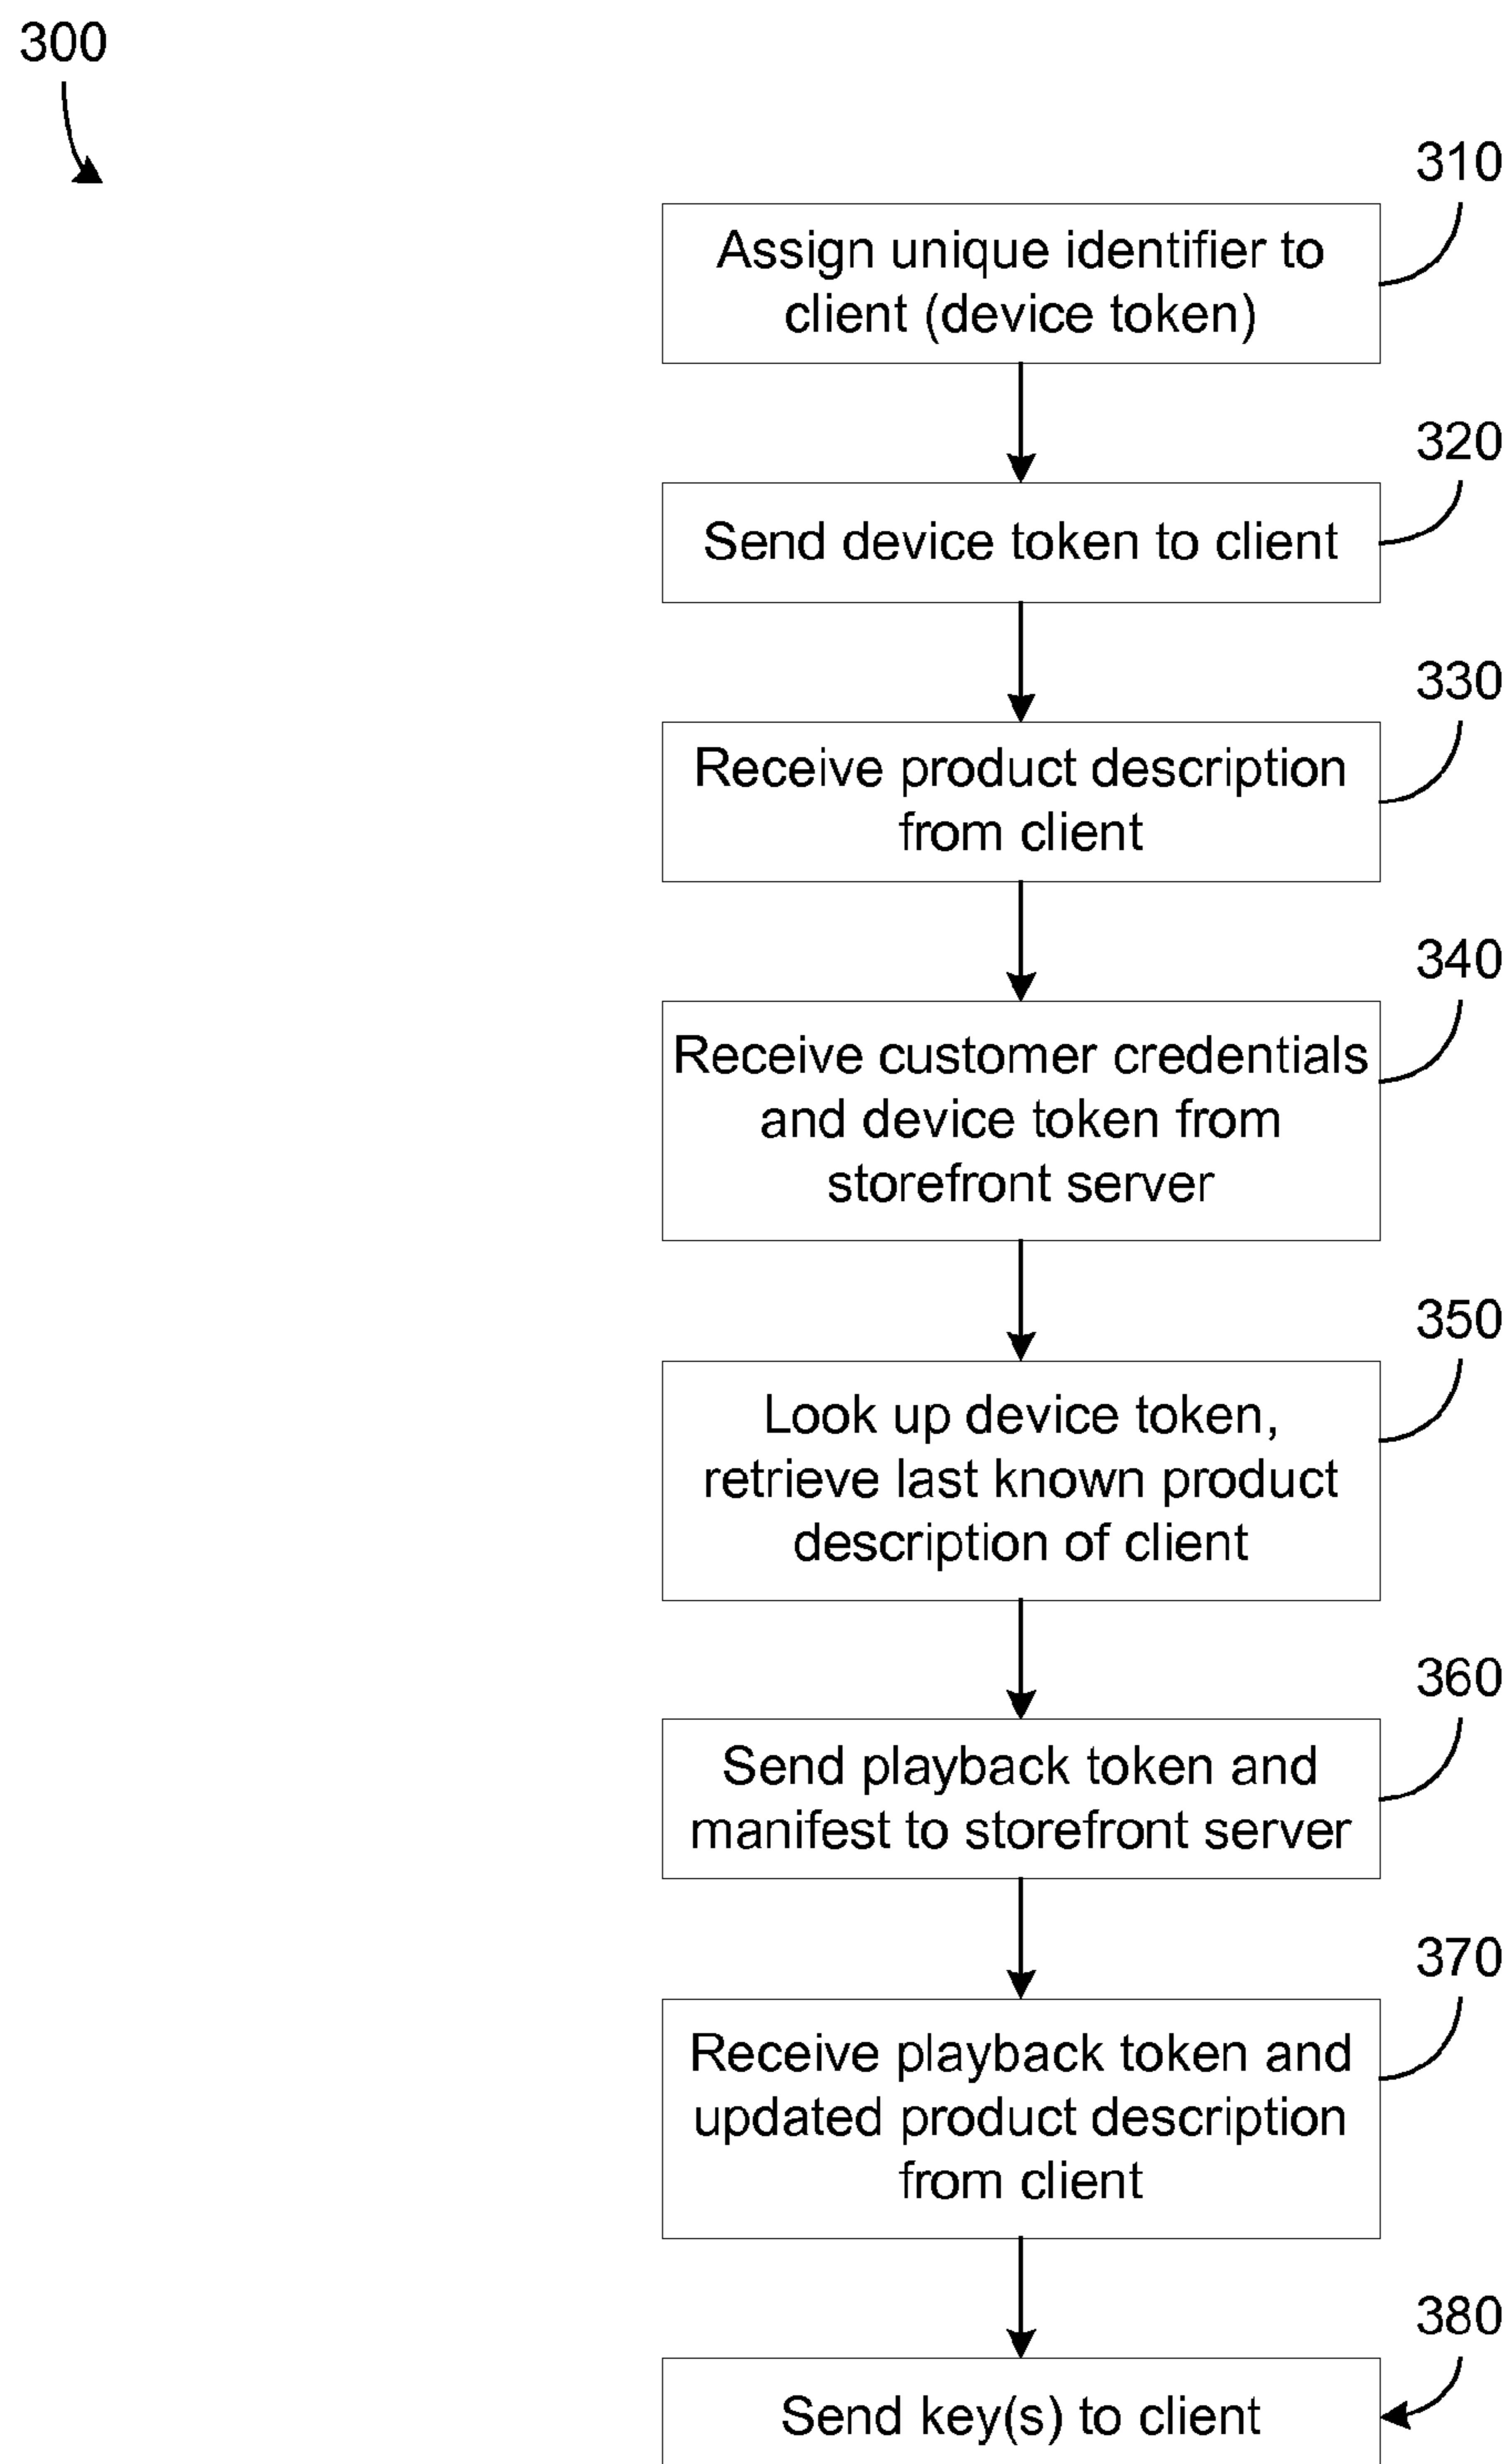 300
310
Assign unique identifier to
client (device token)
320
Send device token to client
330
Receive product description
from client
340
Receive customer credentials
and device token from
storefront server
350
Look up device token,
retrieve last known product
description of client
360
Send playback token and
manifest to storefront server
370
Receive playback token and
updated product description
from client
380
Send key(s) to client